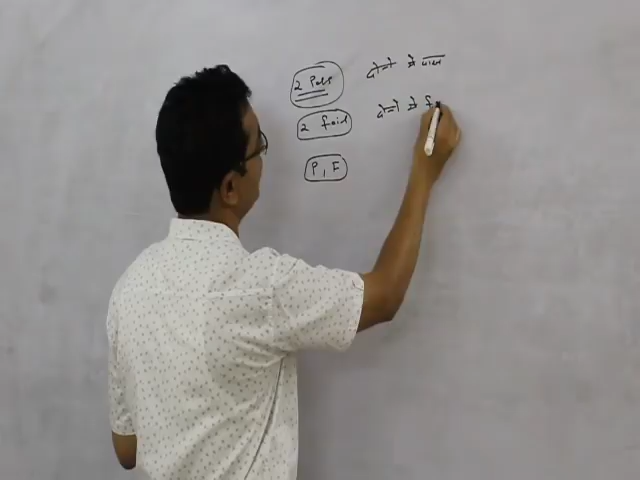 2 Pass
दोनो मे पास
2 fail
दोनो मे f
P, F